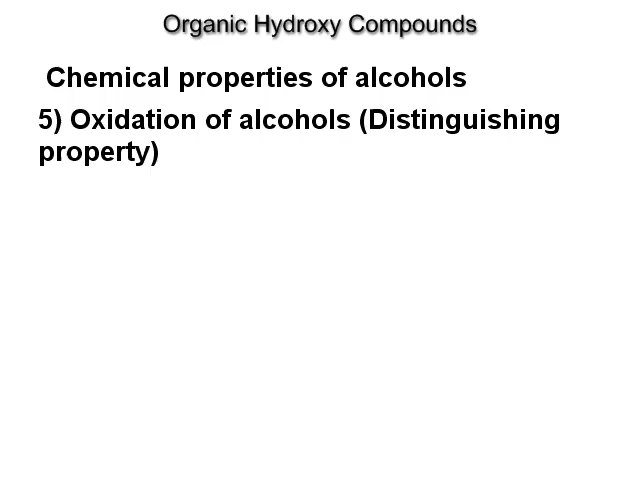 Organic Hydroxy Compounds
Chemical properties of alcohols
5) Oxidation of alcohols (Distinguishing
property)